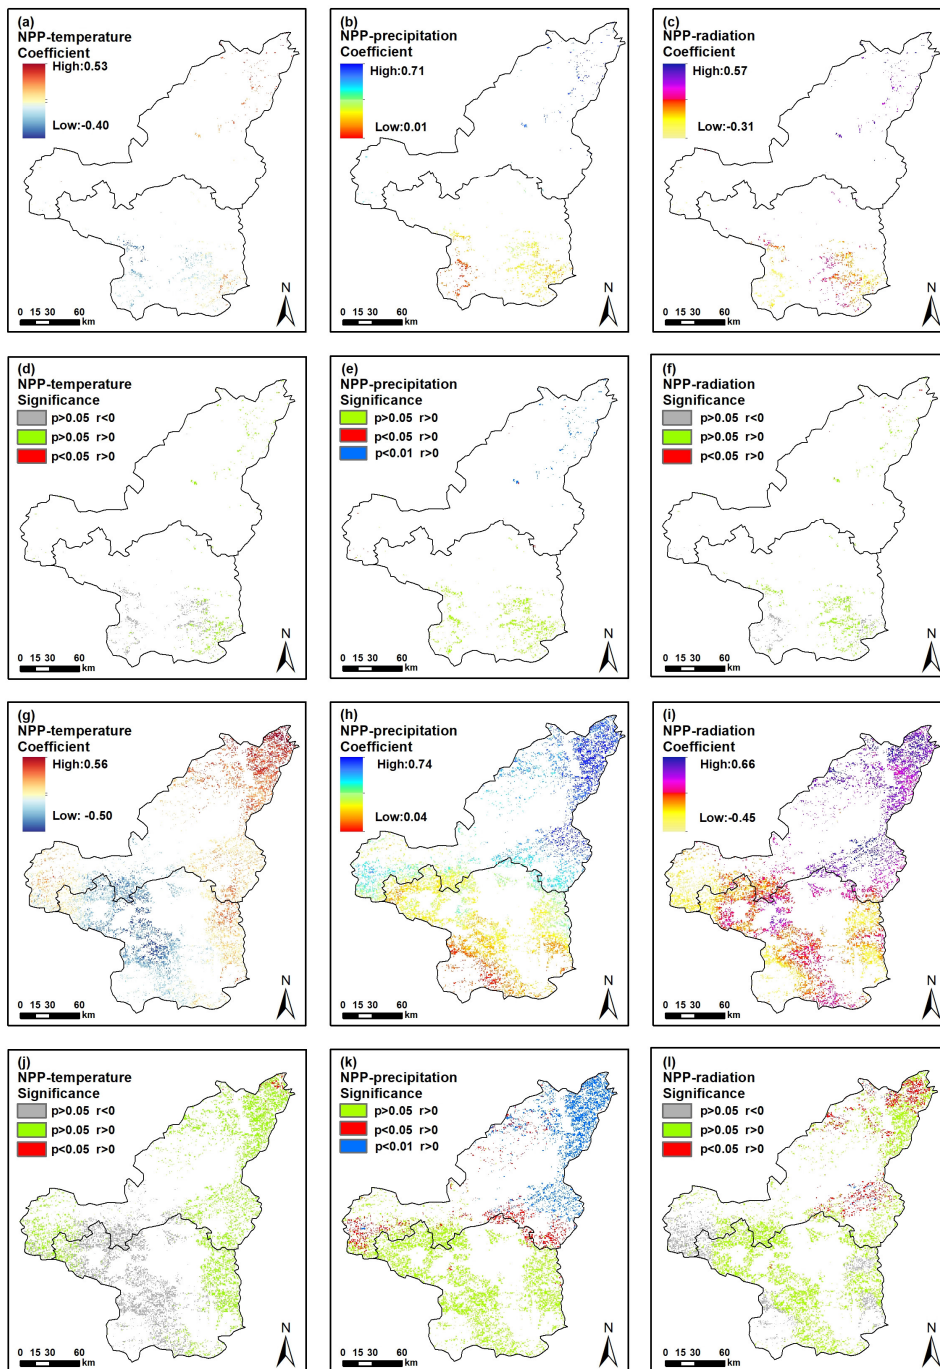 (a)
NPP-temperature
Coefficient
High:0.53
Low:-0.40
N
0 15 30 60
km
(b)
NPP-precipitation
Coefficient
High:0.71
Low:0.01
N
0 15 30 60
km
(c)
NPP-radiation
Coefficient
High:0.57
Low:-0.31
N
0 15 30 60
km
(d)
NPP-temperature
Significance
p>0.05 r<0
p>0.05 r>0
p<0.05 r>0
N
0 15 30 60
km
(e)
NPP-precipitation
Significance
p>0.05 r>0
p<0.05 r>0
p<0.01 r>0
N
0 15 30 60
km
(f)
NPP-radiation
Significance
p>0.05 r<0
p>0.05 r>0
p<0.05 r>0
N
0 15 30 60
km
(g)
NPP-temperature
Coefficient
High:0.56
Low: -0.50
N
0 15 30 60
km
(h)
NPP-precipitation
Coefficient
High:0.74
Low:0.04
N
0 15 30 60
km
(i)
NPP-radiation
Coefficient
High:0.66
Low:-0.45
N
0 15 30 60
km
(j)
NPP-temperature
Significance
p>0.05 r<0
p>0.05 r>0
p<0.05 r>0
N
0 15 30 60
km
(k)
NPP-precipitation
Significance
p>0.05 r>0
p<0.05 r>0
p<0.01 r>0
N
0 15 30 60
km
(l)
NPP-radiation
Significance
p>0.05 r<0
p>0.05 r>0
p<0.05 r>0
N
0 15 30 60
km